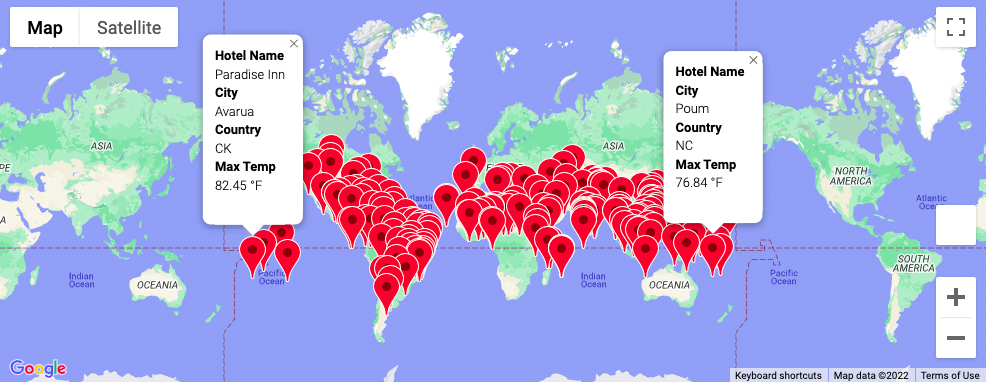 Map
Satellite
Hotel Name
Paradise Inn
City
Avarua
Country
CK
Max Temp
82.45 °F
Hotel Name
City
Poum
Country
NC
Max Temp
76.84 °F
ASIA
ASIA
NORTH
AMERICA
Atlantic
Ocean
Indian
Ocean
OCEANIA
Pacific
Ocean
Indian
Ocean
OCEANIA
Pacific
Ocean
SOUTH
AMERICA
Google
Keyboard shortcuts
Map data ©2022
Terms of Use